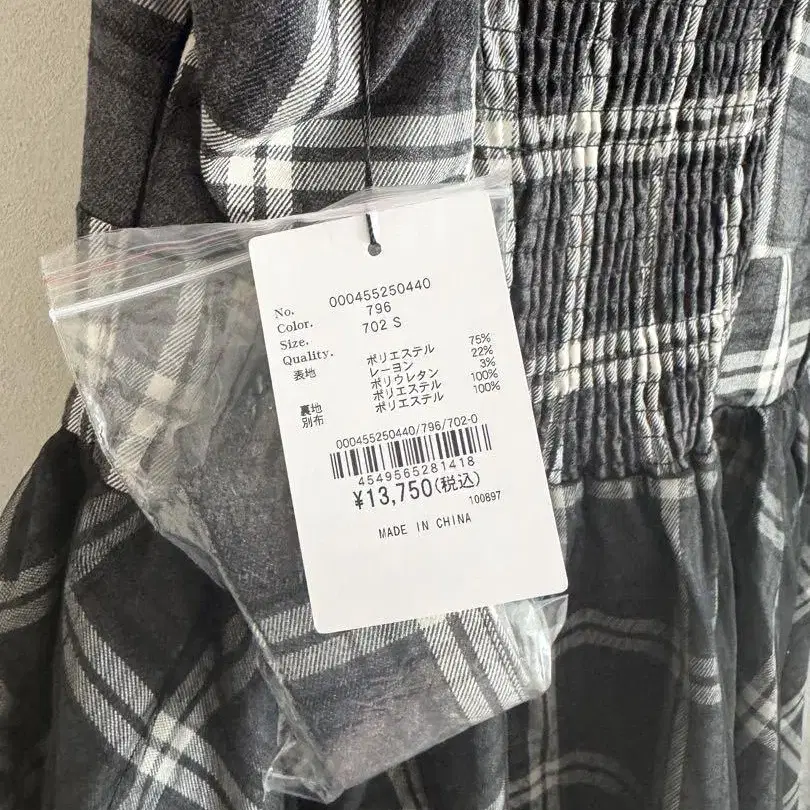 No. 000455250440
Color. 796
Size. 702 S
Quality.
表地 ポリエステル 75%
レーヨン 22%
ポリウレタン 3%
裏地 ポリエステル 100%
別布 ポリエステル 100%
000455250440/796/702-0
4549565281418
¥13,750(税込)
100897
MADE IN CHINA